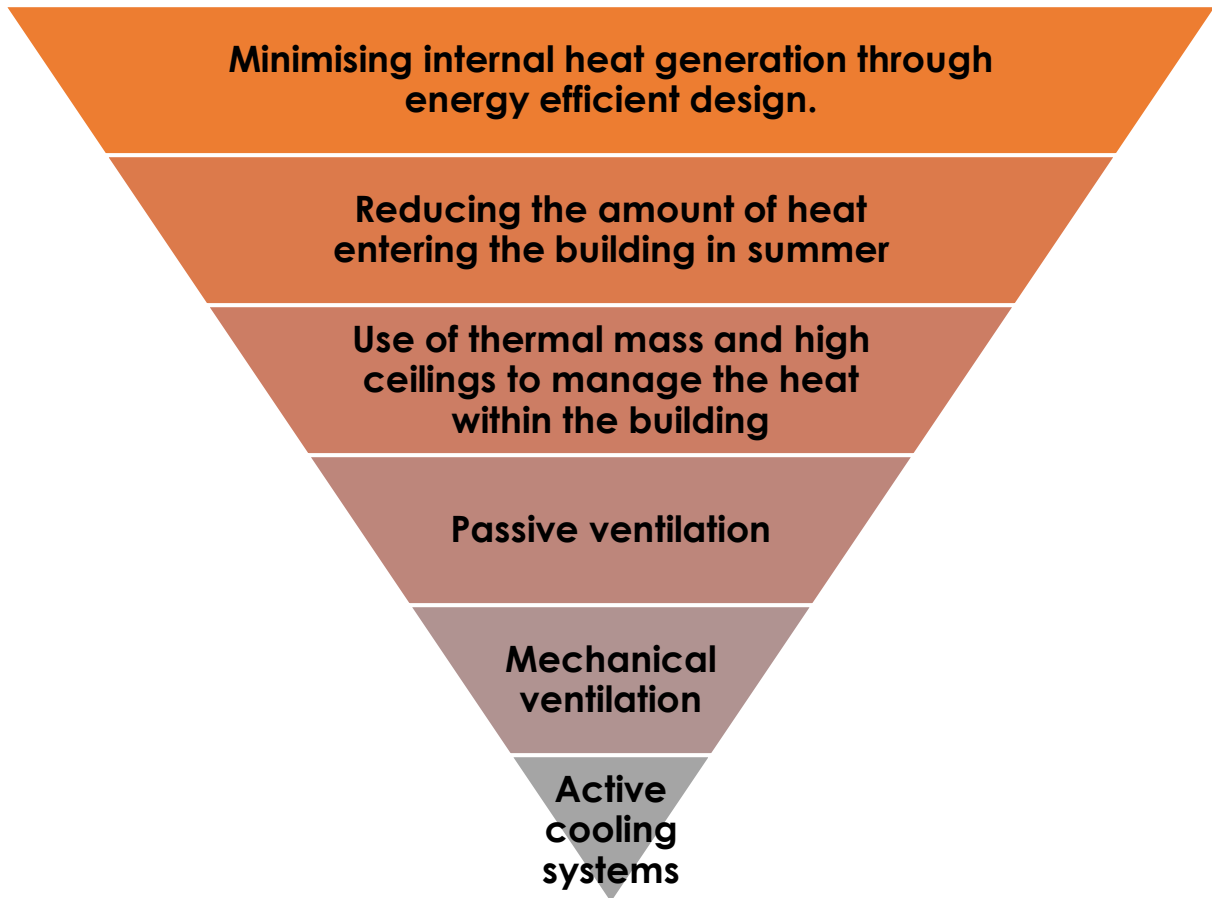 Minimising internal heat generation through
energy efficient design.
Reducing the amount of heat
entering the building in summer
Use of thermal mass and high
ceilings to manage the heat
within the building
Passive ventilation
Mechanical
ventilation
Active
cooling
systems